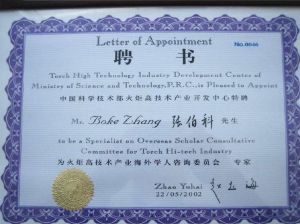 Letter of Appointment
No.0046
聘 书
Torch High Technology Industry Development Center of
Ministry of Science and Technology,P.R.C.,is Pleased to Appoint
中国科学技术部火炬高技术产业开发中心特聘
Mr. Boke Zhang 张伯科 先生
to be a Specialist on Overseas Scholar Consultative
Committee for Torch Hi-tech Industry
为火炬高技术产业海外学人咨询委员会 专家
Zhao Yuhai
22/05/2002